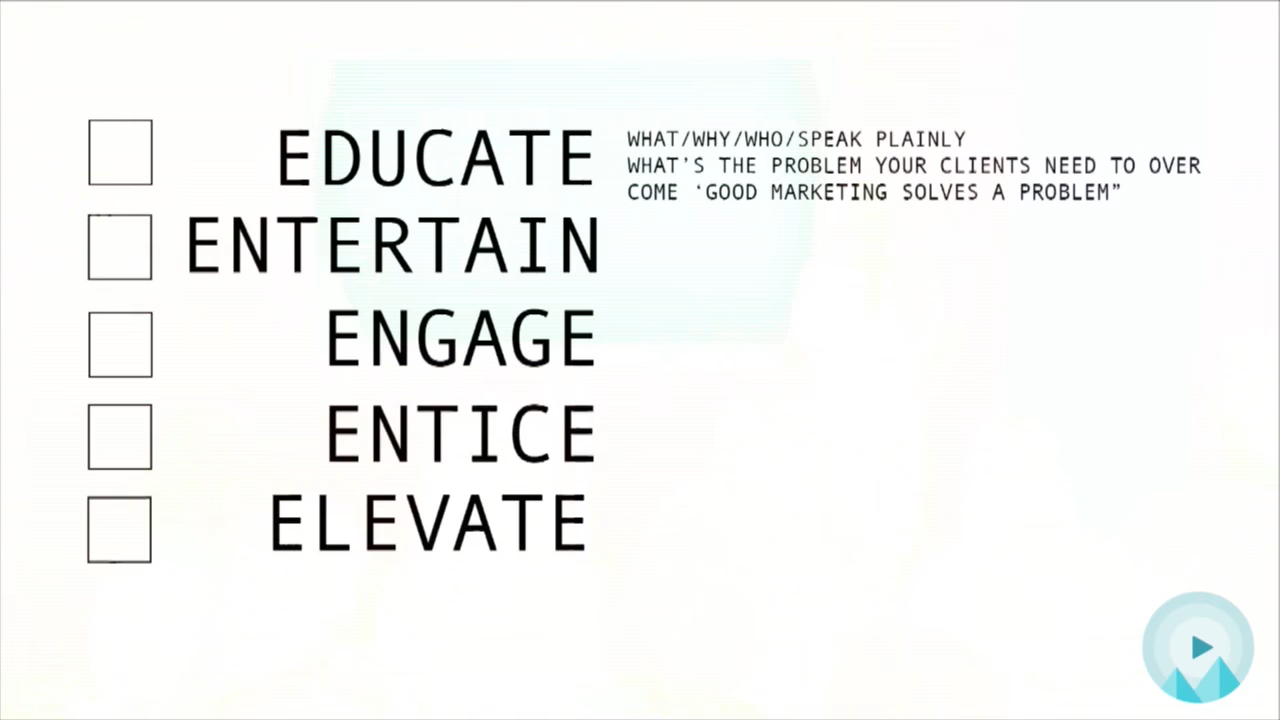 EDUCATE
WHAT/WHY/WHO/SPEAK PLAINLY
WHAT'S THE PROBLEM YOUR CLIENTS NEED TO OVER
COME ‘GOOD MARKETING SOLVES A PROBLEM”
ENTERTAIN
ENGAGE
ENTICE
ELEVATE